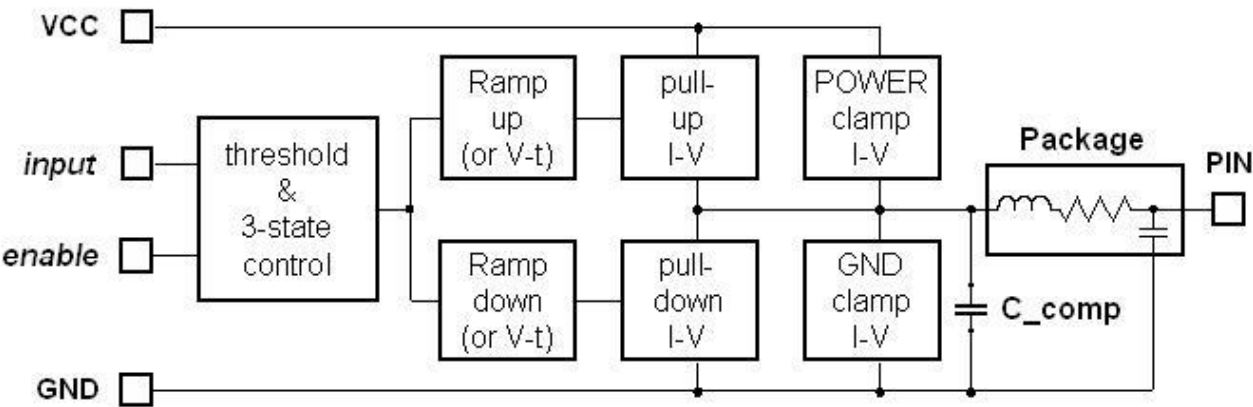 VCC
Ramp
up
(or V-t)
pull-
up
I-V
POWER
clamp
I-V
Package
PIN
input
enable
threshold
&
3-state
control
Ramp
down
(or V-t)
pull-
down
I-V
GND
clamp
I-V
C_comp
GND